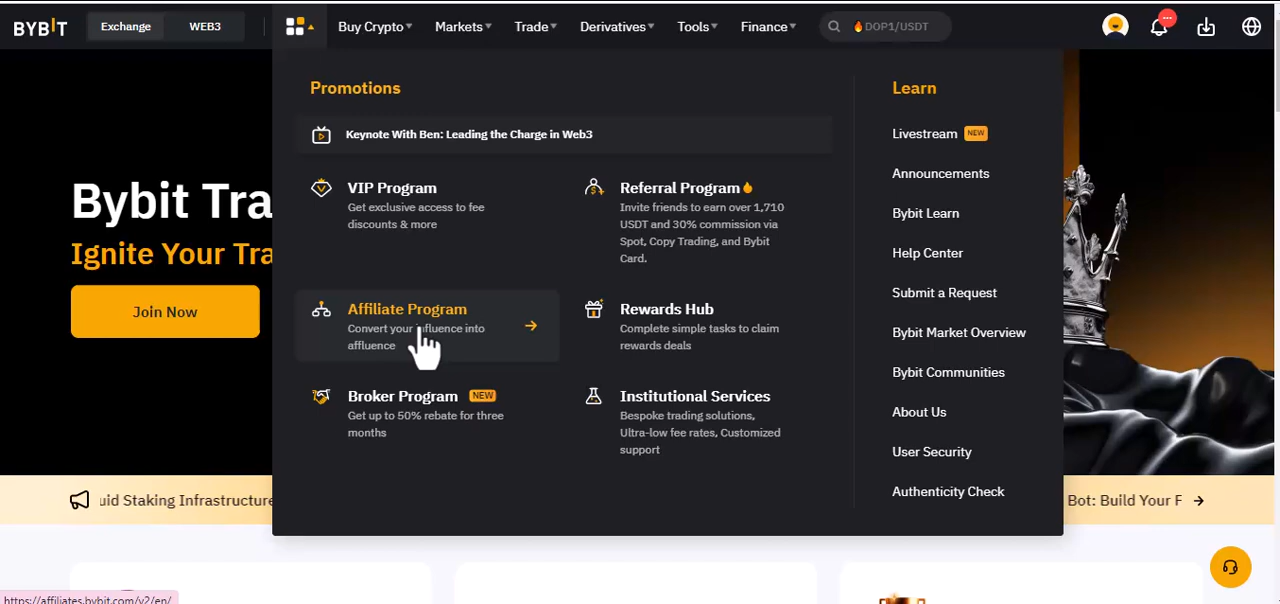 BYBIT
Exchange
WEB3
Buy Crypto
Markets
Trade
Derivatives
Tools
Finance
DOP1/USDT
Promotions
Keynote With Ben: Leading the Charge in Web3
VIP Program
Get exclusive access to fee
discounts & more
Referral Program
Invite friends to earn over 1,710
USDT and 30% commission via
Spot, Copy Trading, and Bybit
Card.
Affiliate Program
Convert your influence into
affluence
Rewards Hub
Complete simple tasks to claim
rewards deals
Broker Program NEW
Get up to 50% rebate for three
months
Institutional Services
Bespoke trading solutions,
Ultra-low fee rates, Customized
support
Learn
Livestream NEW
Announcements
Bybit Learn
Help Center
Submit a Request
Bybit Market Overview
Bybit Communities
About Us
User Security
Authenticity Check
Bybit Tra
Ignite Your Tra
Join Now
uid Staking Infrastructure
Bot: Build Your F
https://affiliates.bybit.com/v2/en/